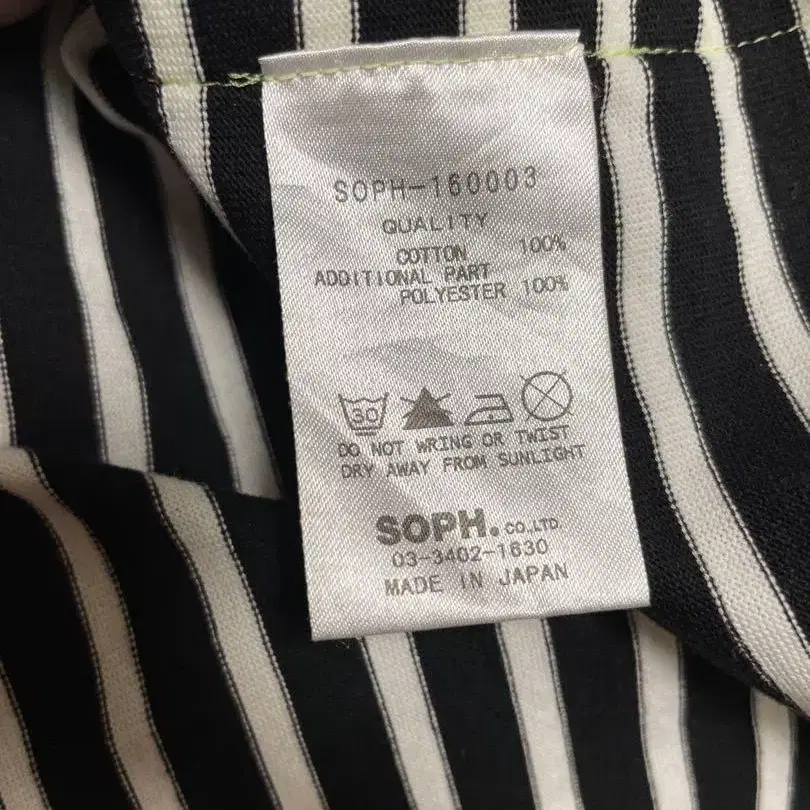 SOPH-160003
QUALITY
COTTON 100%
ADDITIONAL PART
POLYESTER 100%
30
DO NOT WRING OR TWIST
DRY AWAY FROM SUNLIGHT
SOPH.CO.,LTD.
03-3402-1630
MADE IN JAPAN